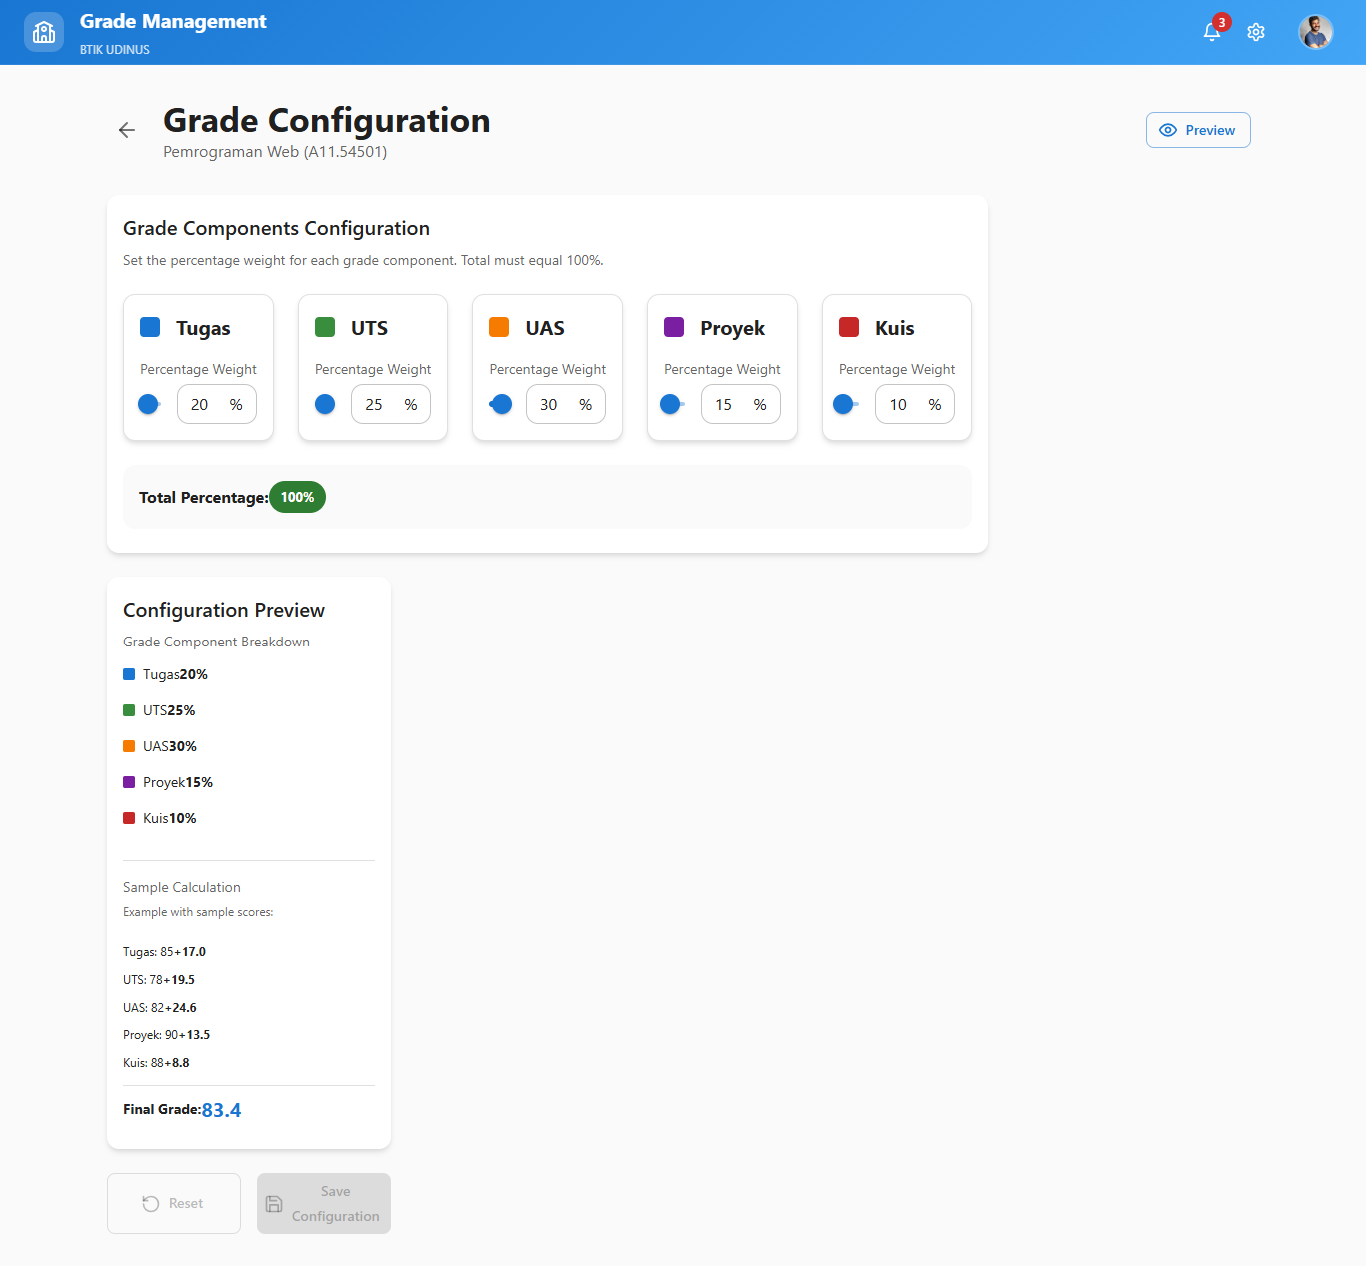 Grade Management
BTIK UDINUS
3
Grade Configuration
Pemrograman Web (A11.54501)
Preview
Grade Components Configuration
Set the percentage weight for each grade component. Total must equal 100%.
Tugas
Percentage Weight
20 %
UTS
Percentage Weight
25 %
UAS
Percentage Weight
30 %
Proyek
Percentage Weight
15 %
Kuis
Percentage Weight
10 %
Total Percentage: 100%
Configuration Preview
Grade Component Breakdown
Tugas20%
UTS25%
UAS30%
Proyek15%
Kuis10%
Sample Calculation
Example with sample scores:
Tugas: 85+17.0
UTS: 78+19.5
UAS: 82+24.6
Proyek: 90+13.5
Kuis: 88+8.8
Final Grade:83.4
Reset
Save
Configuration